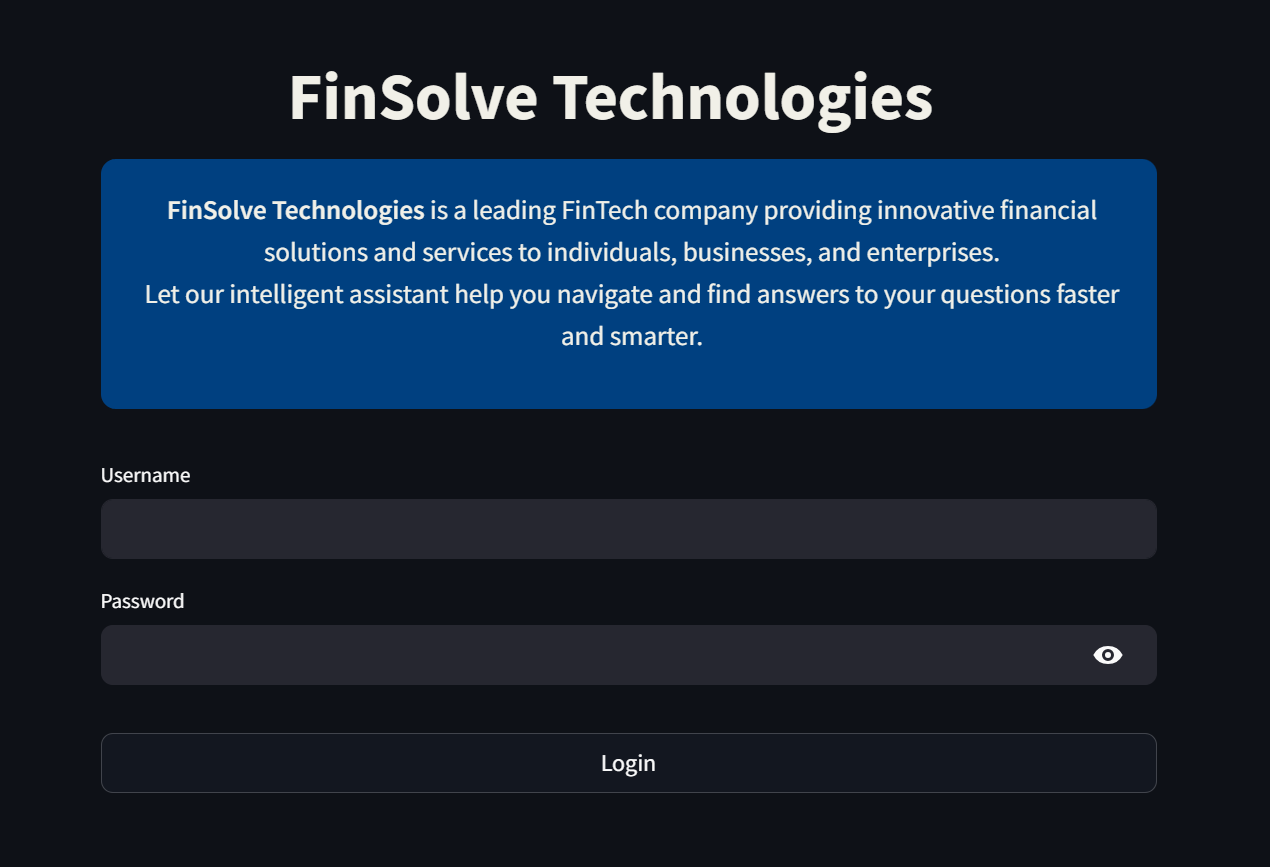 FinSolve Technologies
FinSolve Technologies is a leading FinTech company providing innovative financial
solutions and services to individuals, businesses, and enterprises.
Let our intelligent assistant help you navigate and find answers to your questions faster
and smarter.
Username
Password
Login